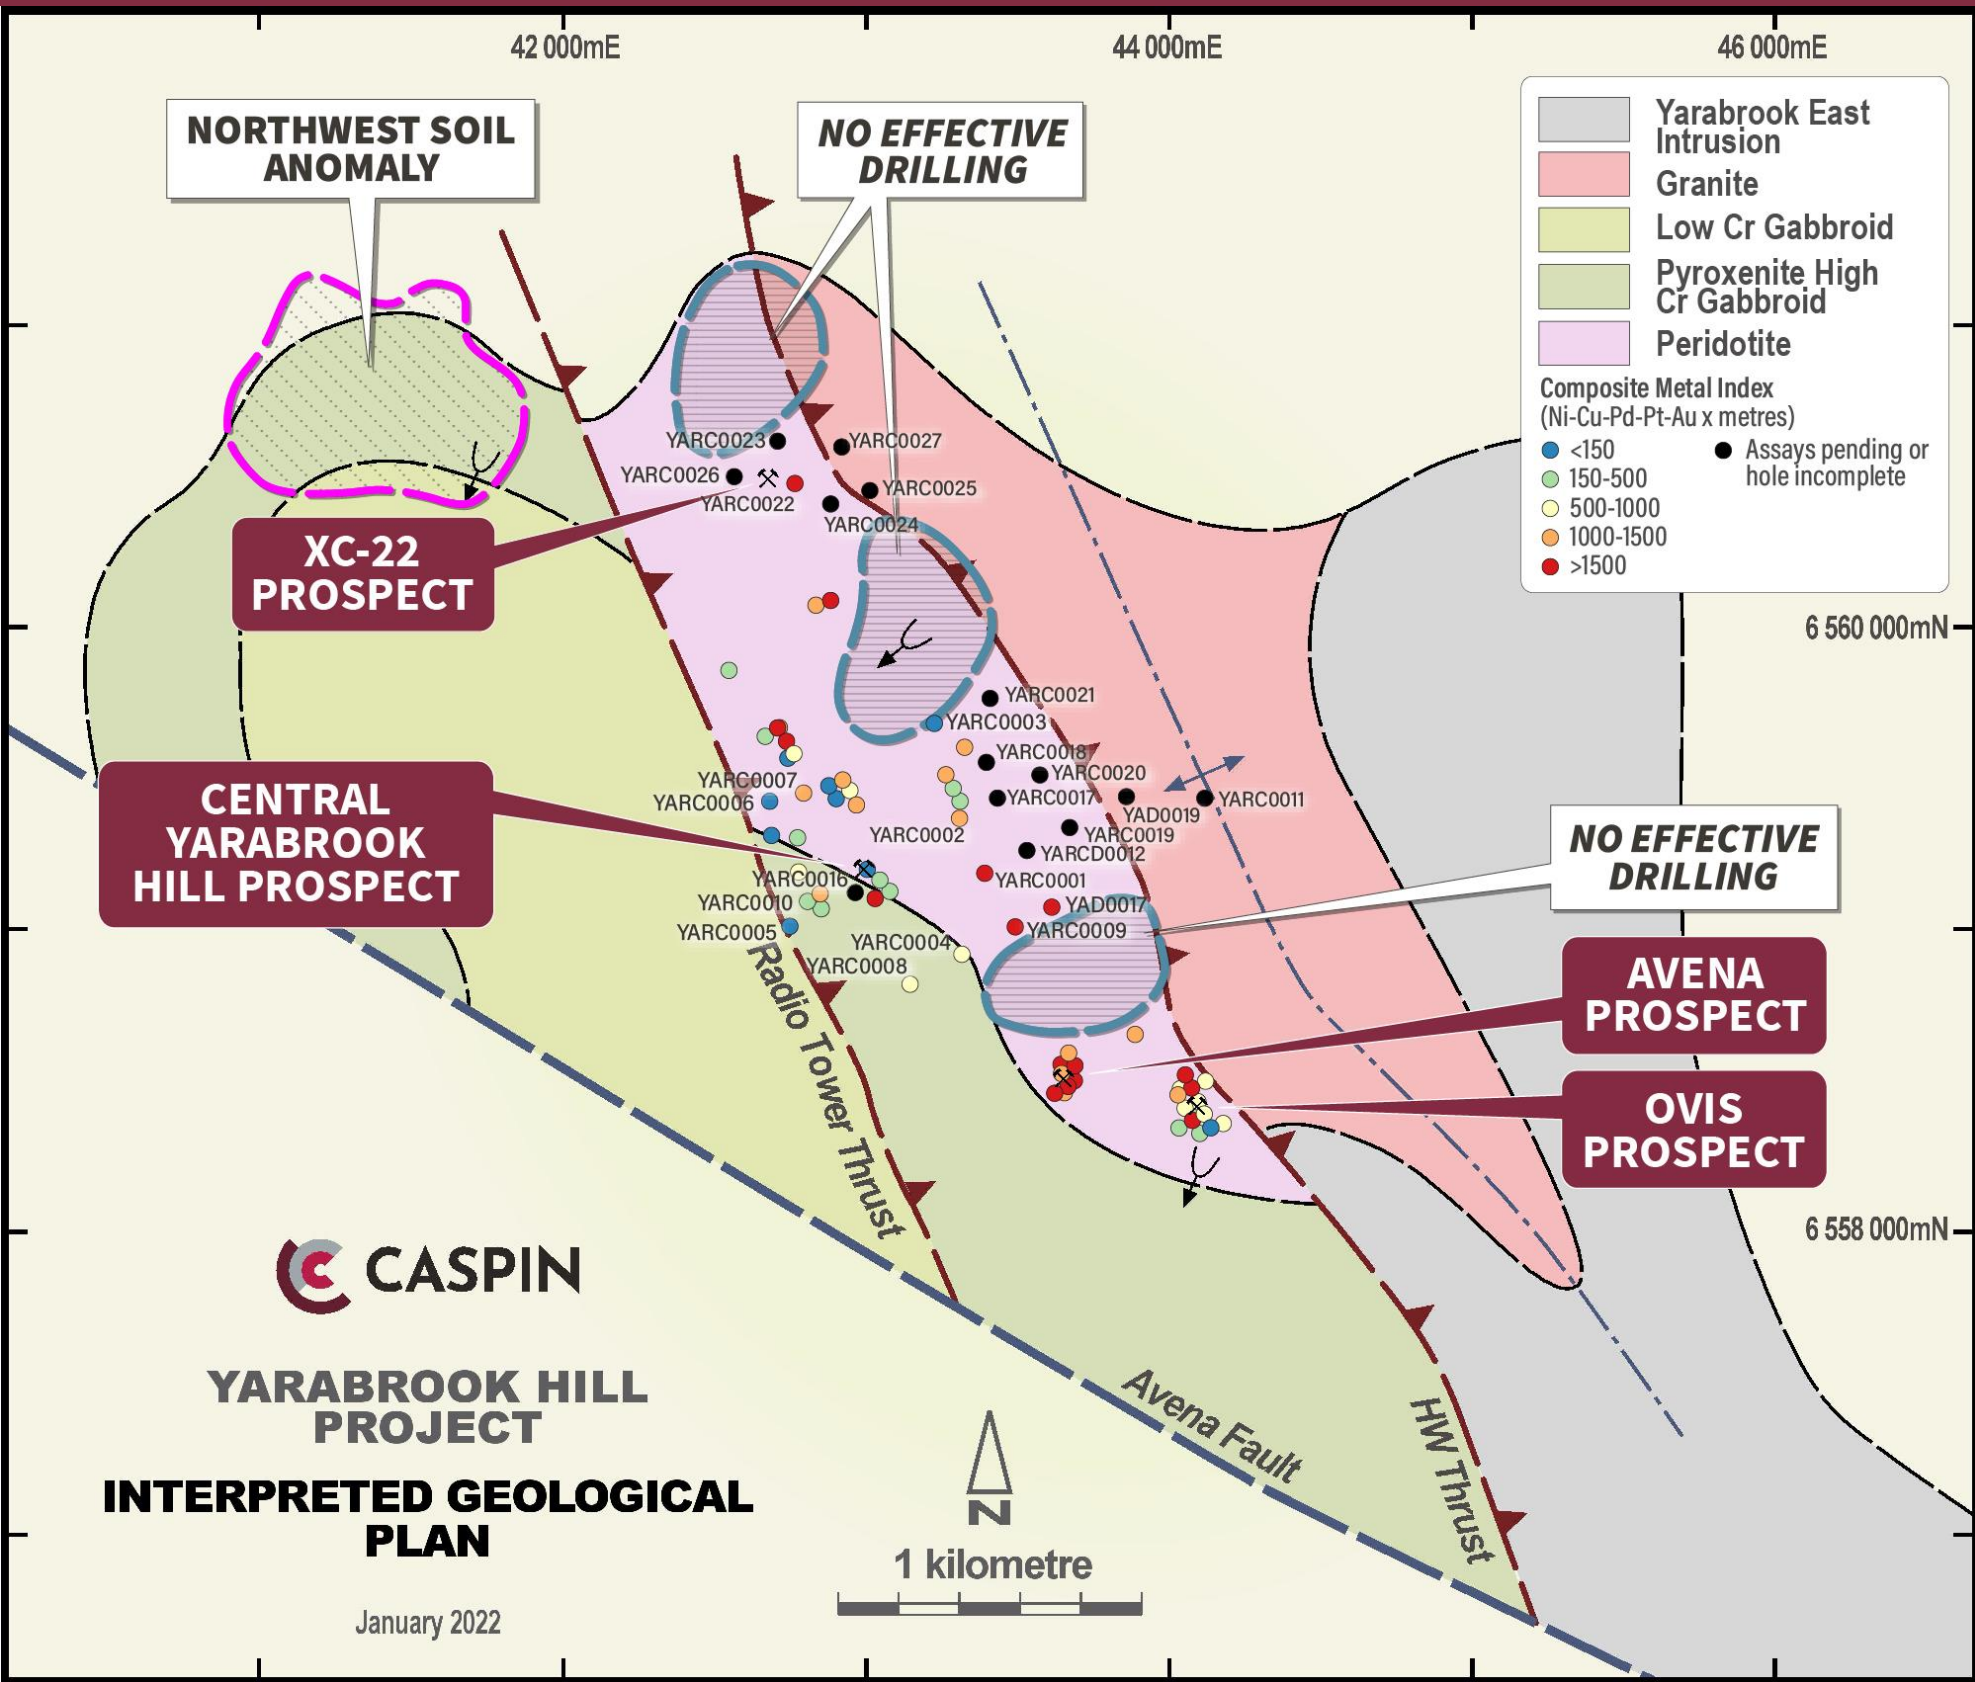 42 000mE
44 000mE
46 000mE
NORTHWEST SOIL
ANOMALY
NO EFFECTIVE
DRILLING
Yarabrook East
Intrusion
Granite
Low Cr Gabbroid
Pyroxenite High
Cr Gabbroid
Peridotite
Composite Metal Index
(Ni-Cu-Pd-Pt-Au x metres)
<150
150-500
500-1000
1000-1500
>1500
Assays pending or
hole incomplete
YARC0023
YARC0027
YARC0026
YARC0025
YARC0022
YARC0024
XC-22
PROSPECT
6 560 000mN
YARC0021
YARC0003
YARC0018
YARC0020
YARC0007
YARC0006
YARC0017
YARC0011
YAD0019
YARC0002
YARC0019
YARCD0012
CENTRAL
YARABROOK
HILL PROSPECT
NO EFFECTIVE
DRILLING
YARC0016
YARC0001
YARC0010
YAD0017
YARC0005
YARC0009
YARC0004
YARC0008
AVENA
PROSPECT
OVIS
PROSPECT
Radio Tower Thrust
6 558 000mN
CASPIN
YARABROOK HILL
PROJECT
INTERPRETED GEOLOGICAL
PLAN
January 2022
Avena Fault
HW Thrust
N
1 kilometre